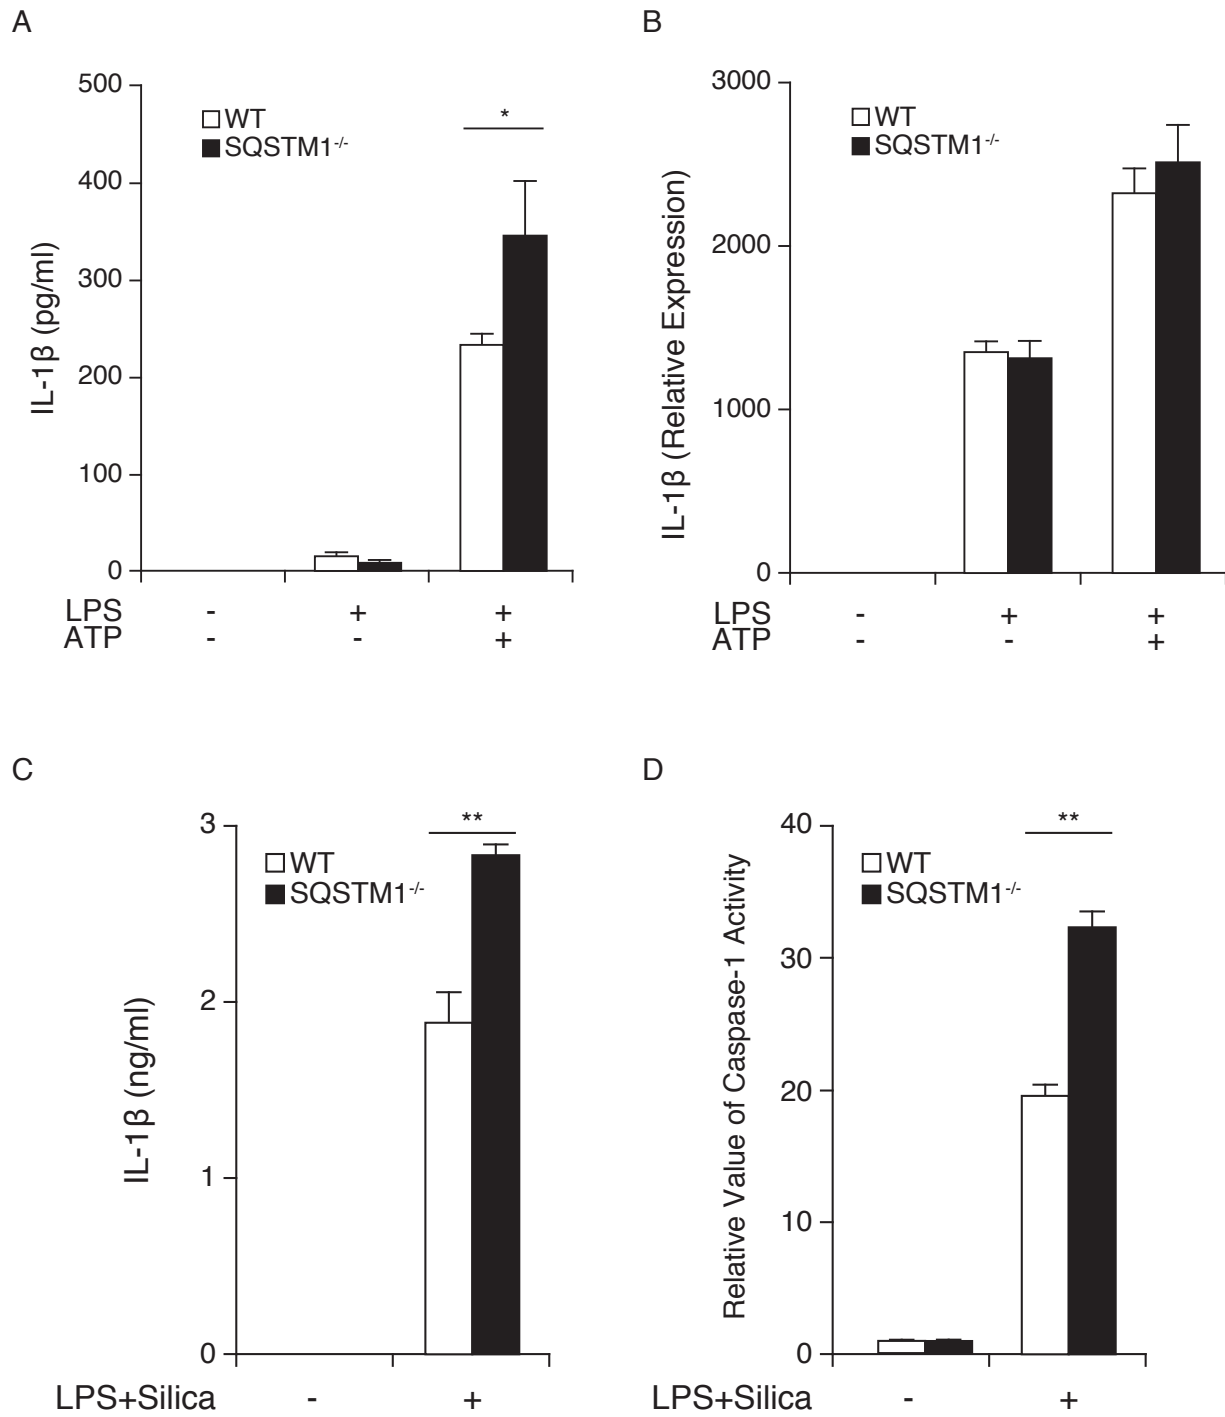 A
IL-1β (pg/ml)
500
400
300
200
100
0
WT
SQSTM1-/-
*
LPS - + +
ATP - - +
B
IL-1β (Relative Expression)
3000
2000
1000
0
WT
SQSTM1-/-
LPS - + +
ATP - - +
C
IL-1β (ng/ml)
3
2
1
0
WT
SQSTM1-/-
**
LPS+Silica - +
D
Relative Value of Caspase-1 Activity
40
30
20
10
0
WT
SQSTM1-/-
**
LPS+Silica - +